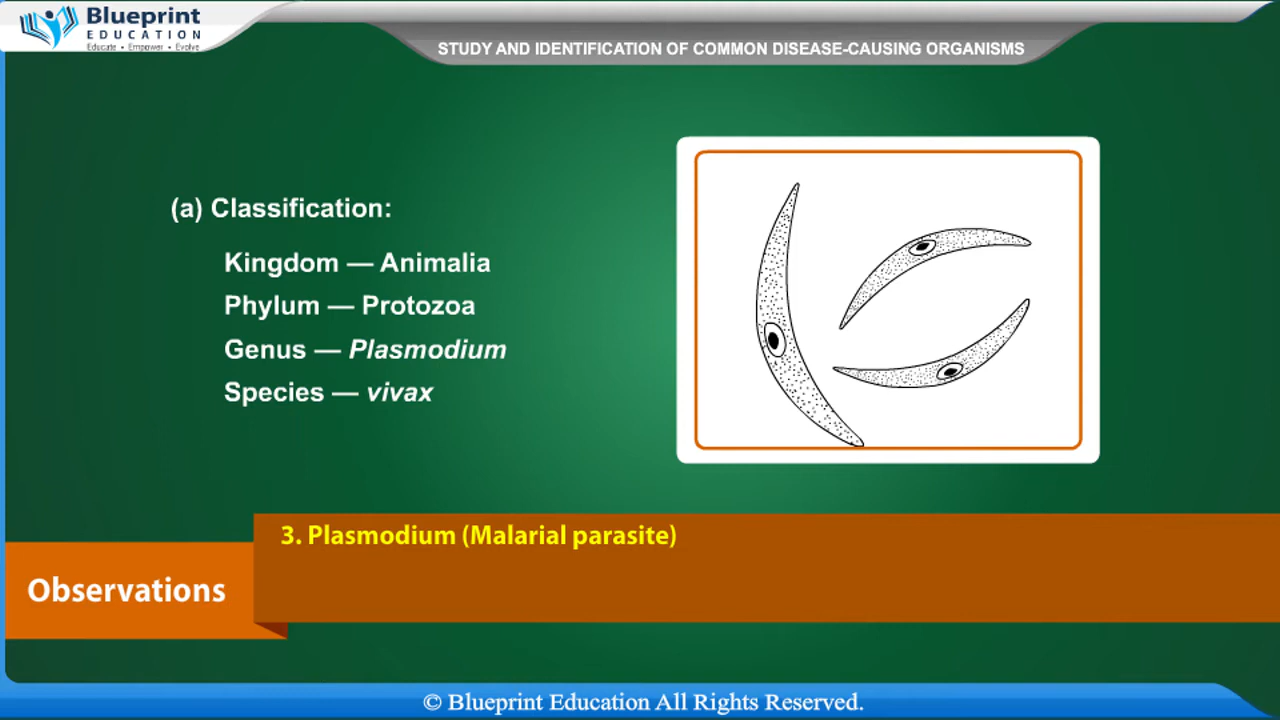 Blueprint
EDUCATION
Educate • Empower • Evolve
STUDY AND IDENTIFICATION OF COMMON DISEASE-CAUSING ORGANISMS
(a) Classification:
Kingdom — Animalia
Phylum — Protozoa
Genus — Plasmodium
Species — vivax
3. Plasmodium (Malarial parasite)
Observations
© Blueprint Education All Rights Reserved.